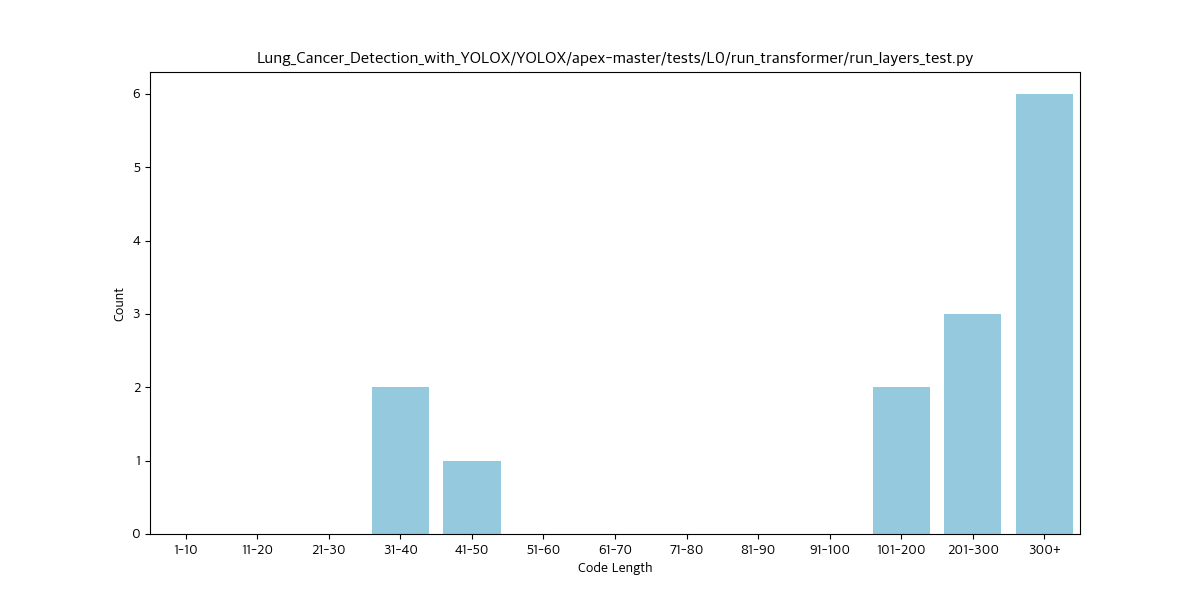 Lung_Cancer_Detection_with_YOLOX/YOLOX/apex-master/tests/L0/run_transformer/run_layers_test.py
6
5
4
3
2
1
0
Count
1-10 11-20 21-30 31-40 41-50 51-60 61-70 71-80 81-90 91-100 101-200 201-300 300+
Code Length